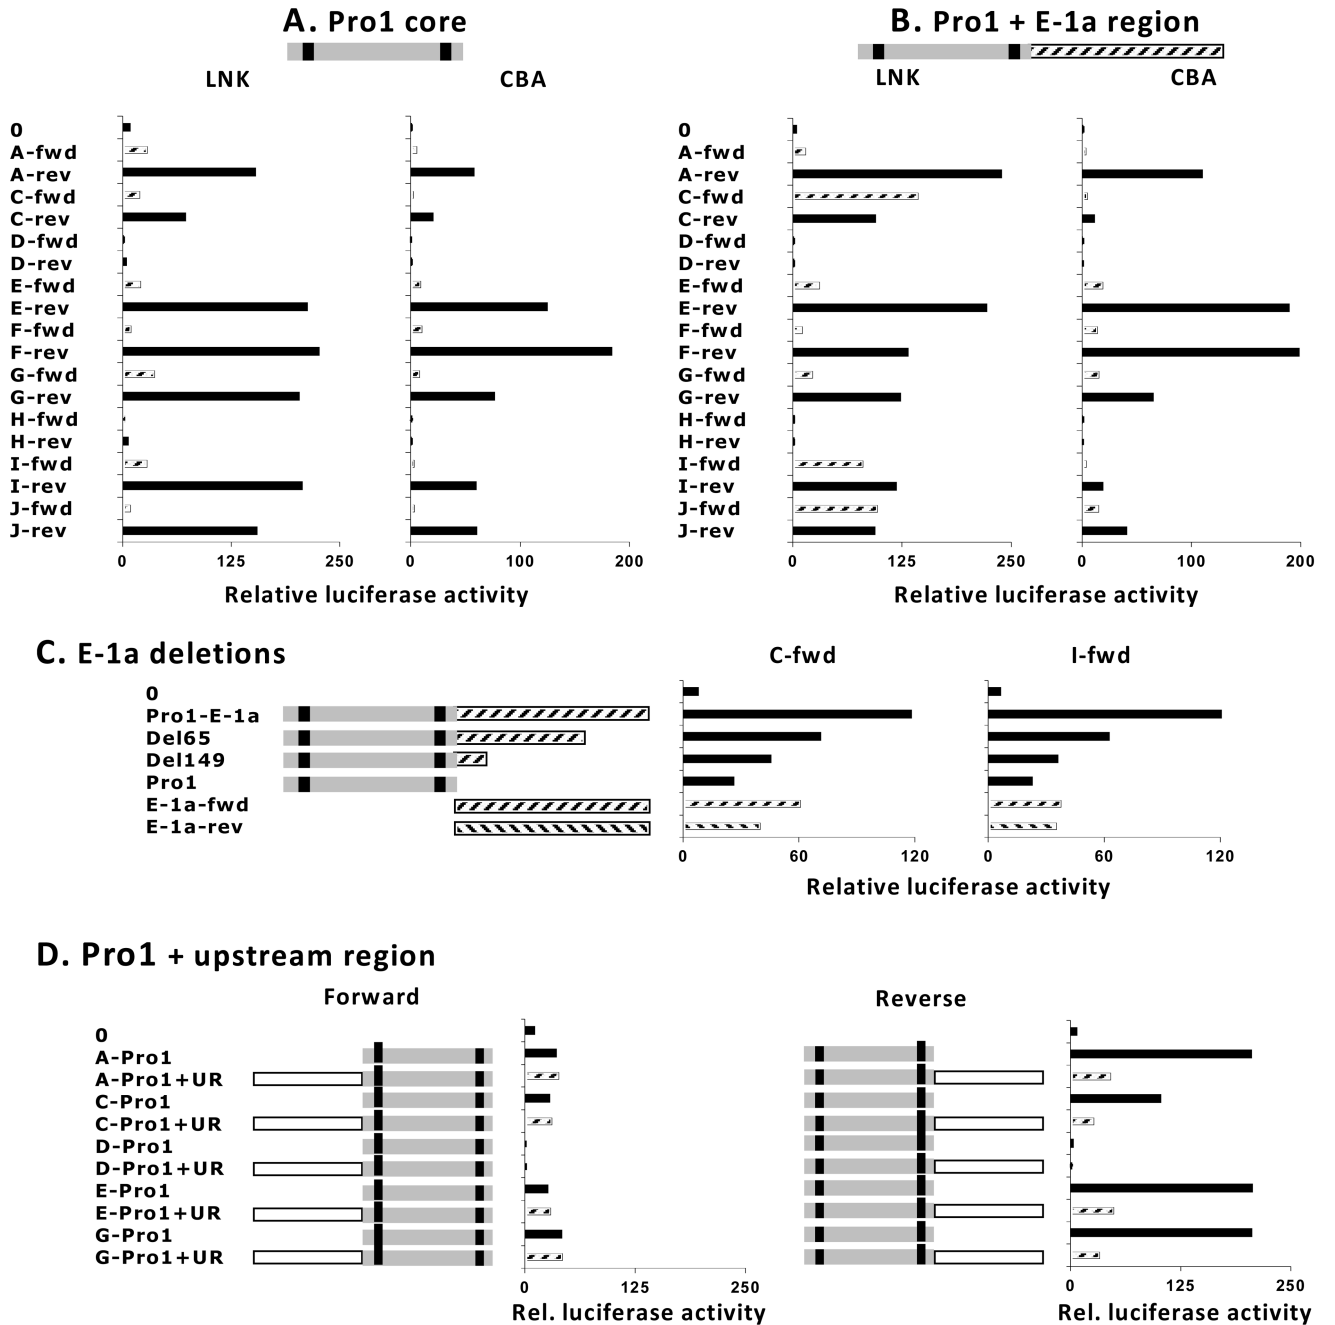 A. Pro1 core
LNK
CBA
0
A-fwd
A-rev
C-fwd
C-rev
D-fwd
D-rev
E-fwd
E-rev
F-fwd
F-rev
G-fwd
G-rev
H-fwd
H-rev
I-fwd
I-rev
J-fwd
J-rev
0 125 250
0 100 200
Relative luciferase activity
B. Pro1 + E-1a region
LNK
CBA
0
A-fwd
A-rev
C-fwd
C-rev
D-fwd
D-rev
E-fwd
E-rev
F-fwd
F-rev
G-fwd
G-rev
H-fwd
H-rev
I-fwd
I-rev
J-fwd
J-rev
0 125 250
0 100 200
Relative luciferase activity
C. E-1a deletions
C-fwd
I-fwd
0
Pro1-E-1a
Del65
Del149
Pro1
E-1a-fwd
E-1a-rev
0 60 120
0 60 120
Relative luciferase activity
D. Pro1 + upstream region
Forward
Reverse
0
A-Pro1
A-Pro1+UR
C-Pro1
C-Pro1+UR
D-Pro1
D-Pro1+UR
E-Pro1
E-Pro1+UR
G-Pro1
G-Pro1+UR
0 125 250
Rel. luciferase activity
0 125 250
Rel. luciferase activity